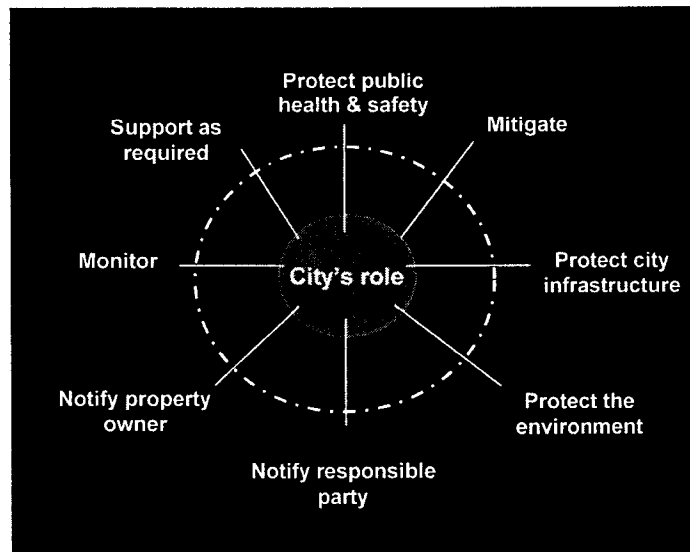 Protect public
health & safety
Mitigate
Support as
required
Monitor
City's role
Protect city
infrastructure
Notify property
owner
Protect the
environment
Notify responsible
party